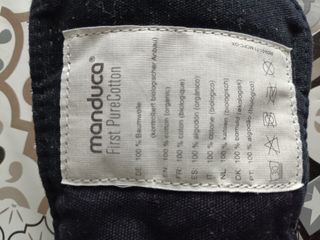 manduca®
First PureCotton
DE: 100 % Baumwolle
(kontrolliert biologischer Anbau)
EN: 100 % cotton (organic)
FR: 100 % coton (biologique)
ES: 100 % algodón (orgánico)
IT: 100 % cotone (biologico)
NL: 100 % katoen (biologisch)
DK: 100 % bomuld (økologisk)
PT: 100 % algodão (biológico)